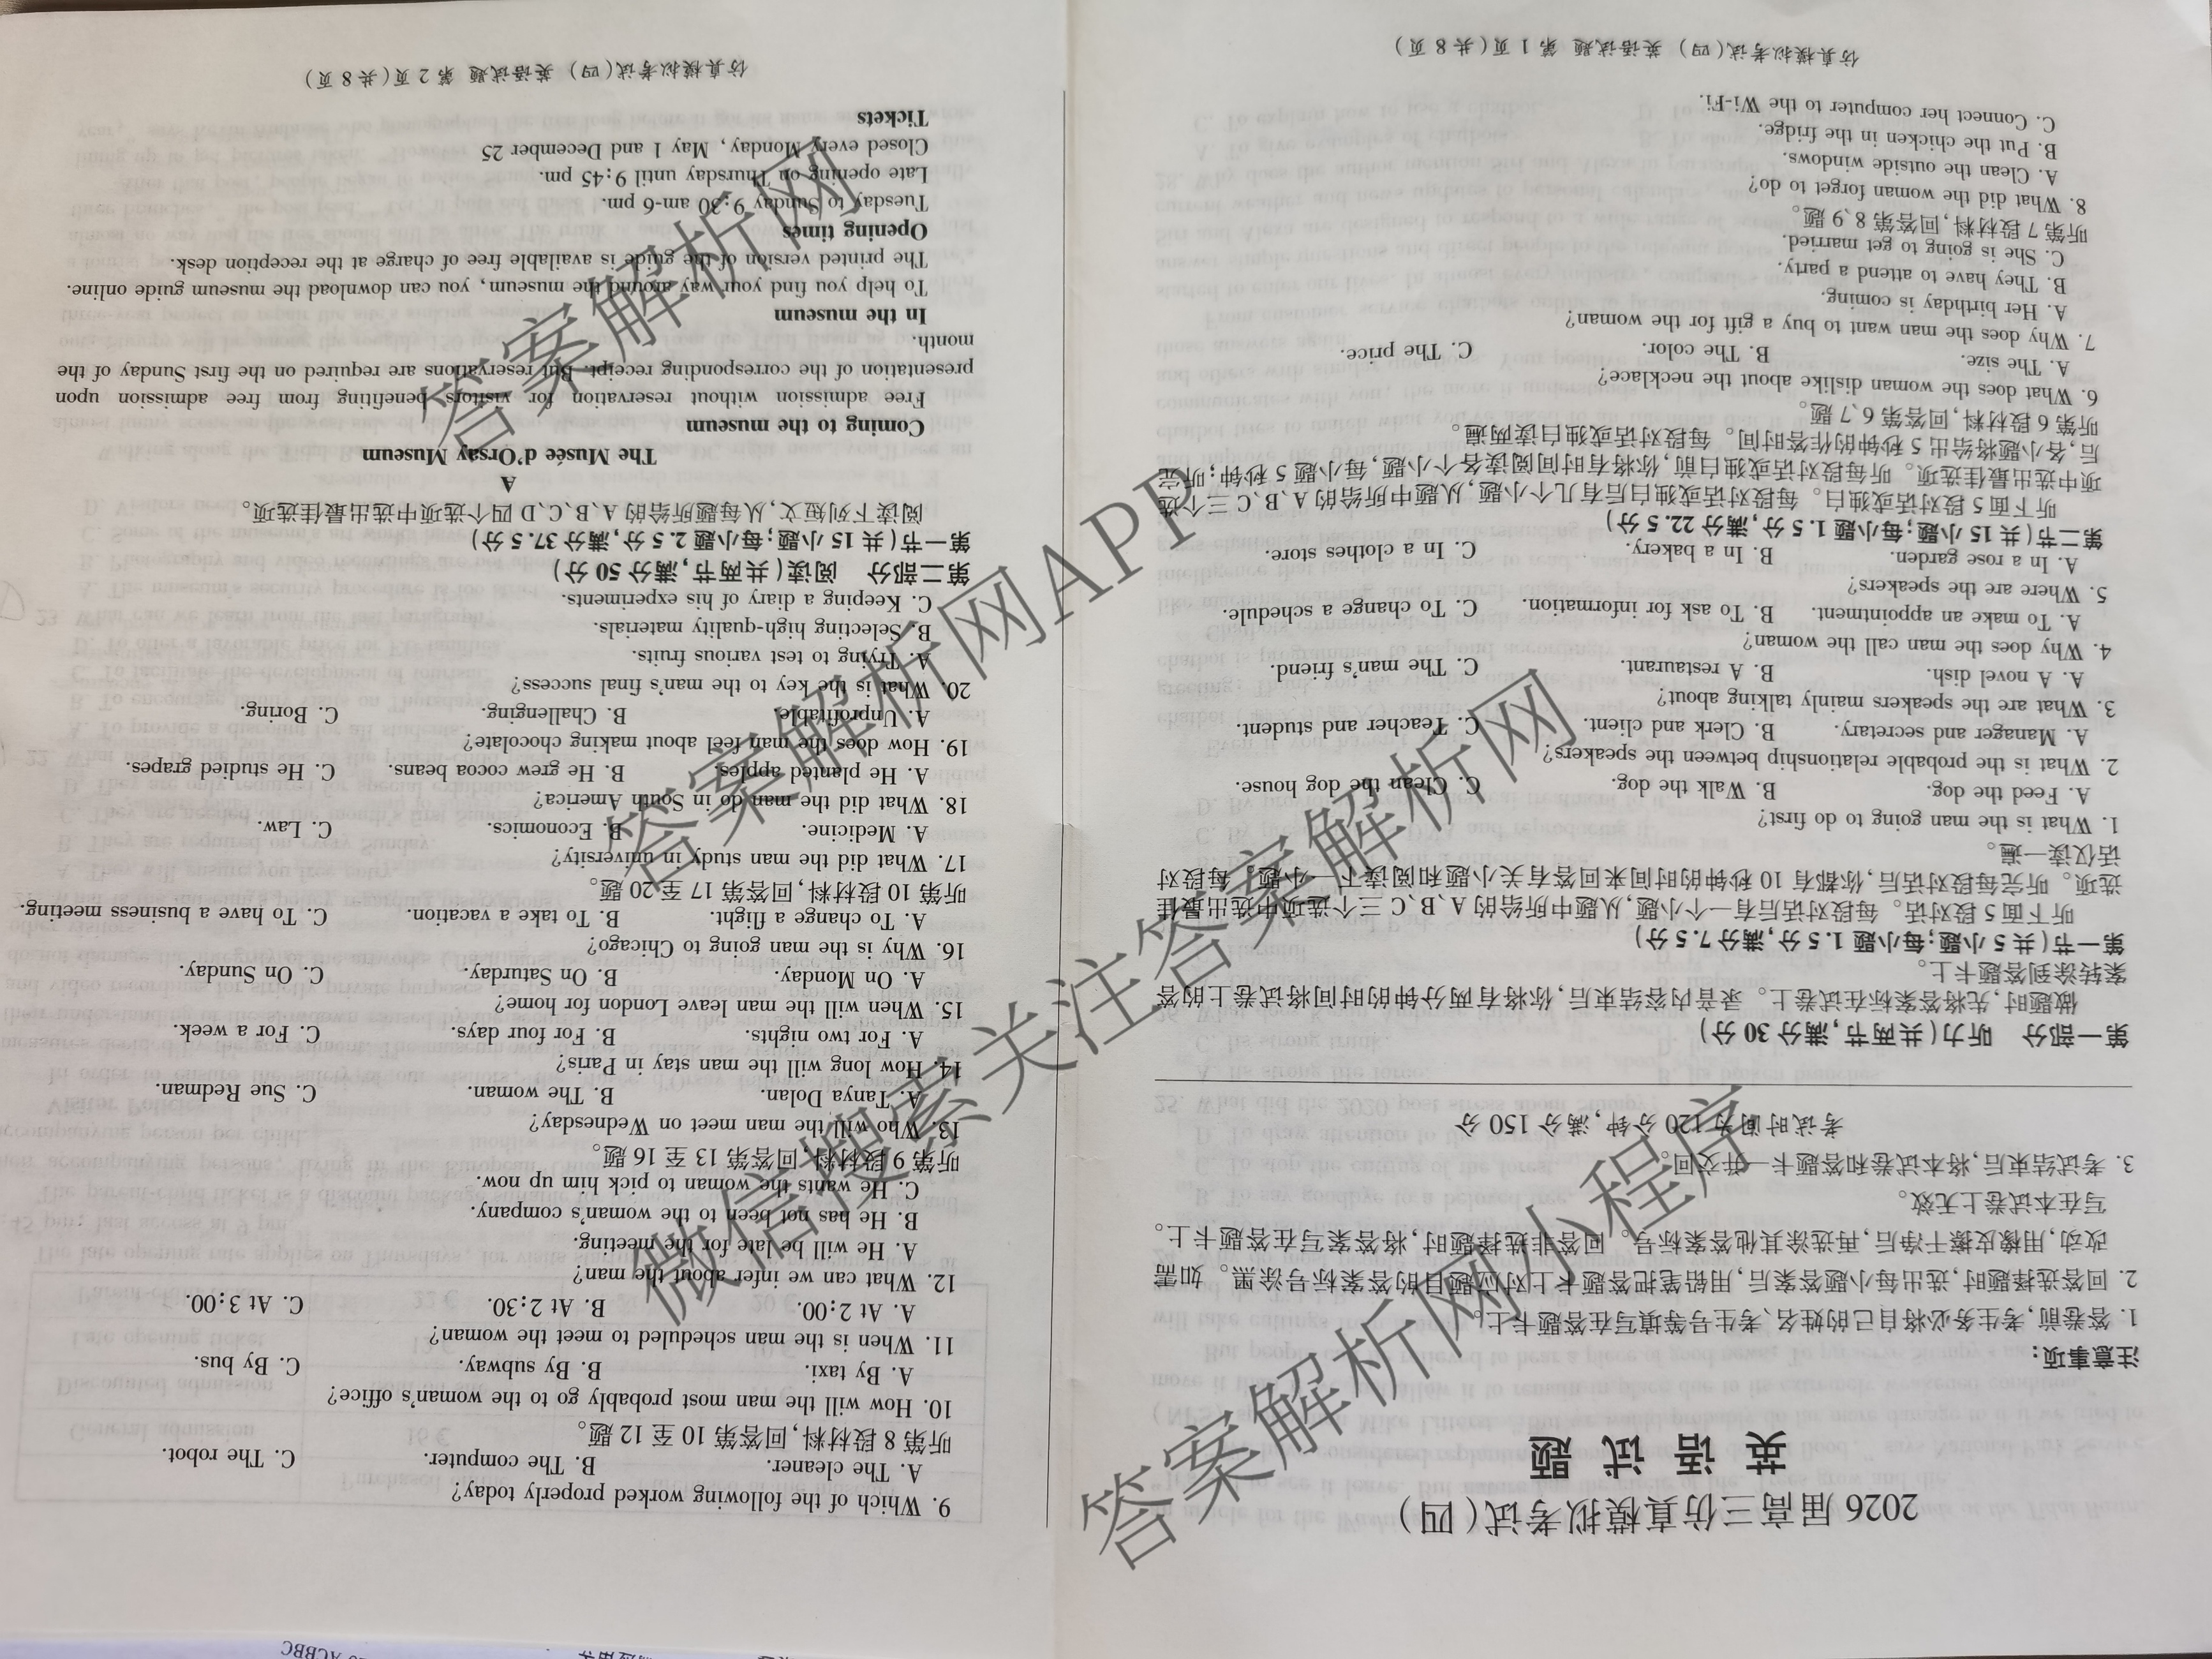 2026届高三仿真模拟考试(四)
英语试题
注意事项:
1. 答卷前,考生务必将自己的姓名、考生号等填写在答题卡上。
2. 回答选择题时,选出每小题答案后,用铅笔把答题卡上对应题目的答案标号涂黑。如需
改动,用橡皮擦干净后,再选涂其他答案标号。回答非选择题时,将答案写在答题卡上。
写在本试卷上无效。
3. 考试结束后,将本试卷和答题卡一并交回。
考试时间为120分钟,满分150分
第一部分 听力(共两节,满分30分)
做题时,先将答案标在试卷上。录音内容结束后,你将有两分钟的时间将试卷上的答
案转涂到答题卡上。
第一节(共5小题;每小题1.5分,满分7.5分)
听下面5段对话。每段对话后有一个小题,从题中所给的A、B、C三个选项中选出最佳
选项。听完每段对话后,你都有10秒钟的时间来回答有关小题和阅读下一小题。每段对
话仅读一遍。
1. What is the man going to do first?
A. Feed the dog. B. Walk the dog. C. Clean the dog house.
2. What is the probable relationship between the speakers?
A. Manager and secretary. B. Clerk and client. C. Teacher and student.
3. What are the speakers mainly talking about?
A. A novel dish. B. A restaurant. C. The man's friend.
4. Why does the man call the woman?
A. To make an appointment. B. To ask for information. C. To change a schedule.
5. Where are the speakers?
A. In a rose garden. B. In a bakery. C. In a clothes store.
第二节(共15小题;每小题1.5分,满分22.5分)
听下面5段对话或独白。每段对话或独白后有几个小题,从题中所给的A、B、C三个选
项中选出最佳选项。听每段对话或独白前,你将有时间阅读各个小题,每小题5秒钟;听完
后,各小题将给出5秒钟的作答时间。每段对话或独白读两遍。
听第6段材料,回答第6、7题。
6. What does the woman dislike about the necklace?
A. The size. B. The color. C. The price.
7. Why does the man want to buy a gift for the woman?
A. Her birthday is coming.
B. They have to attend a party.
C. She is going to get married.
听第7段材料,回答第8、9题。
8. What did the woman forget to do?
A. Clean the outside windows.
B. Put the chicken in the fridge.
C. Connect her computer to the Wi-Fi.
仿真模拟考试(四) 英语试题 第1页(共8页)
9. Which of the following worked properly today?
A. The cleaner. B. The computer. C. The robot.
听第8段材料,回答第10至12题。
10. How will the man most probably go to the woman's office?
A. By taxi. B. By subway. C. By bus.
11. When is the man scheduled to meet the woman?
A. At 2:00. B. At 2:30. C. At 3:00.
12. What can we infer about the man?
A. He will be late for the meeting.
B. He has not been to the woman's company.
C. He wants the woman to pick him up now.
听第9段材料,回答第13至16题。
13. Who will the man meet on Wednesday?
A. Tanya Dolan. B. The woman. C. Sue Redman.
14. How long will the man stay in Paris?
A. For two nights. B. For four days. C. For a week.
15. When will the man leave London for home?
A. On Monday. B. On Saturday. C. On Sunday.
16. Why is the man going to Chicago?
A. To change a flight. B. To take a vacation. C. To have a business meeting.
听第10段材料,回答第17至20题。
17. What did the man study in university?
A. Medicine. B. Economics. C. Law.
18. What did the man do in South America?
A. He planted apples. B. He grew cocoa beans. C. He studied grapes.
19. How does the man feel about making chocolate?
A. Unprofitable. B. Challenging. C. Boring.
20. What is the key to the man's final success?
A. Trying to test various fruits.
B. Selecting high-quality materials.
C. Keeping a diary of his experiments.
第二部分 阅读(共两节,满分50分)
第一节(共15小题;每小题2.5分,满分37.5分)
阅读下列短文,从每题所给的A、B、C、D四个选项中选出最佳选项。
A
The Musée d'Orsay Museum
Coming to the museum
Free admission without reservation for visitors benefiting from free admission upon
presentation of the corresponding receipt. But reservations are required on the first Sunday of the
month.
In the museum
To help you find your way around the museum, you can download the museum guide online.
The printed version of the guide is available free of charge at the reception desk.
Opening times
Tuesday to Sunday 9:30 am-6 pm.
Late opening on Thursday until 9:45 pm.
Closed every Monday, May 1 and December 25
Tickets
仿真模拟考试(四) 英语试题 第2页(共8页)
答案解析网
答案解析网APP
微信搜索关注答案解析网
答案解析网小程序
ACBBC